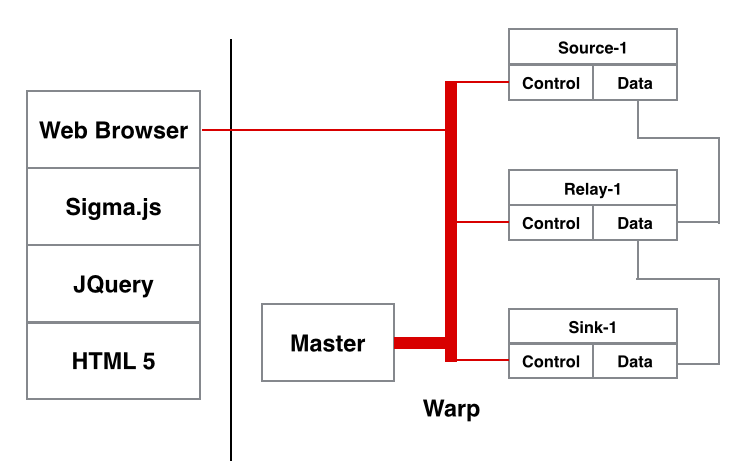 Web Browser
Sigma.js
JQuery
HTML 5
Master
Warp
Source-1
Control Data
Relay-1
Control Data
Sink-1
Control Data